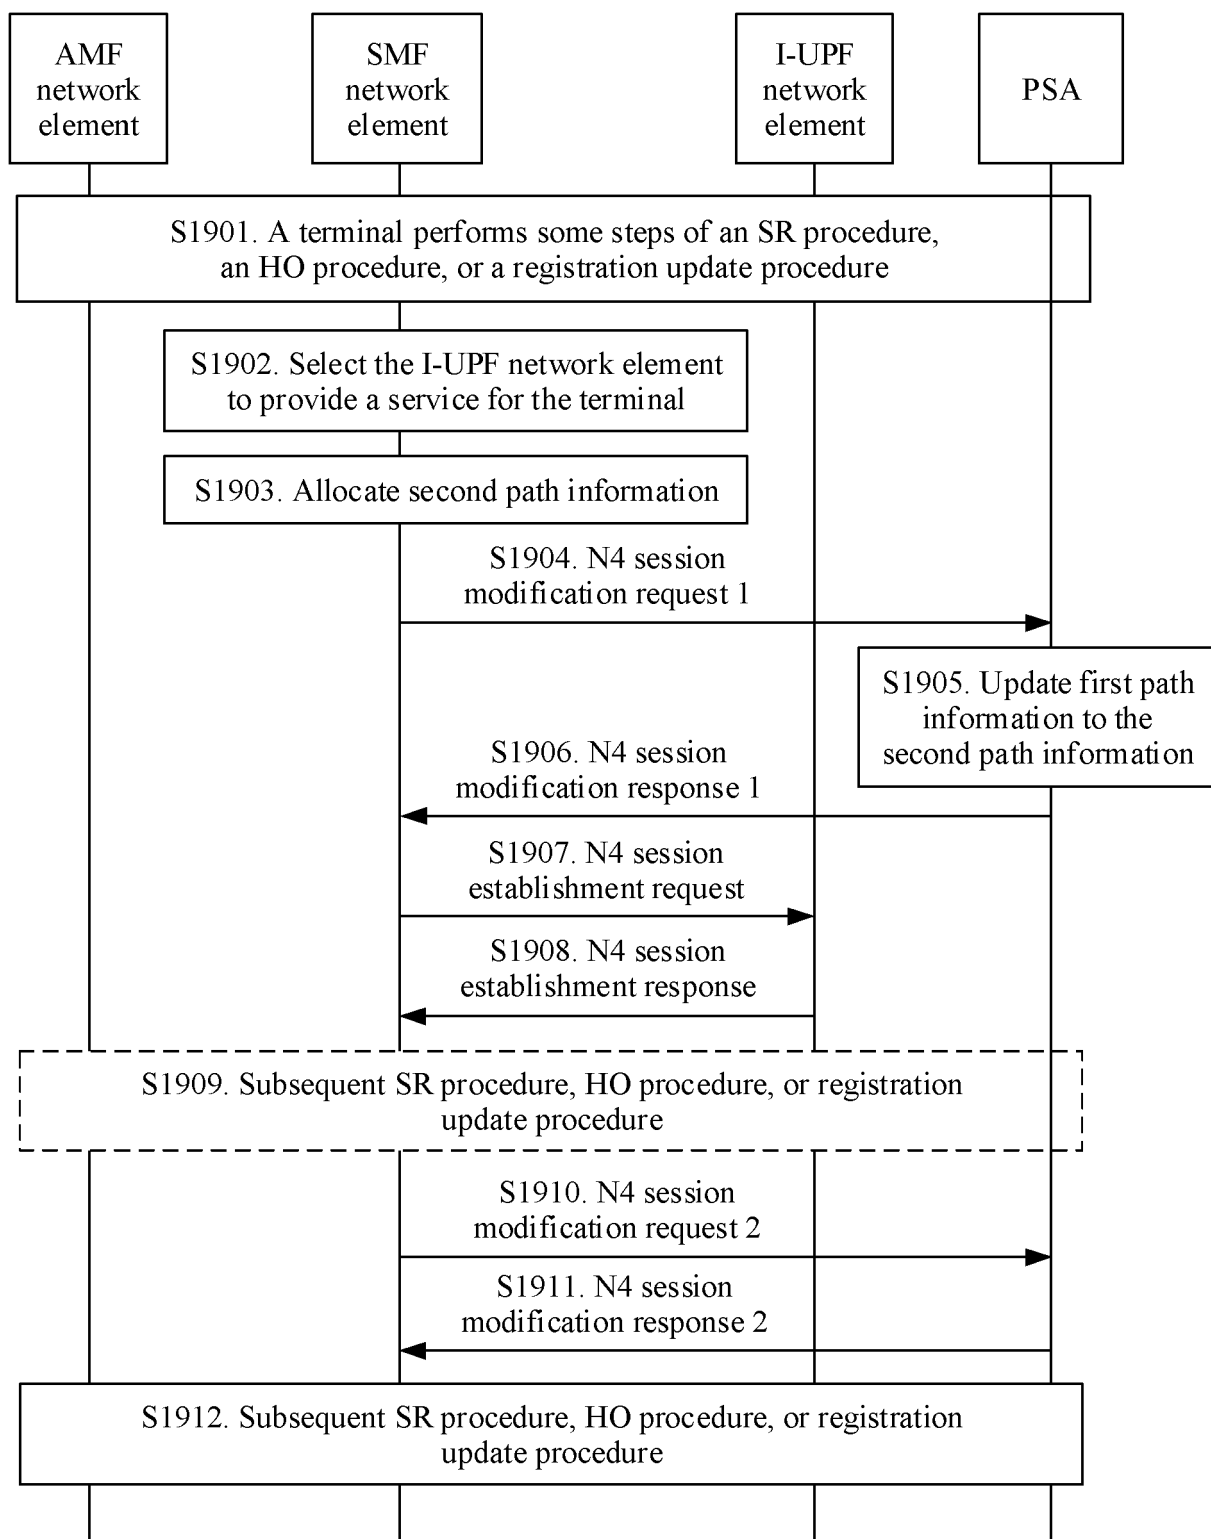 AMF
network
element
SMF
network
element
I-UPF
network
element
PSA
S1901. A terminal performs some steps of an SR procedure,
an HO procedure, or a registration update procedure
S1902. Select the I-UPF network element
to provide a service for the terminal
S1903. Allocate second path information
S1904. N4 session
modification request 1
S1905. Update first path
information to the
second path information
S1906. N4 session
modification response 1
S1907. N4 session
establishment request
S1908. N4 session
establishment response
S1909. Subsequent SR procedure, HO procedure, or registration
update procedure
S1910. N4 session
modification request 2
S1911. N4 session
modification response 2
S1912. Subsequent SR procedure, HO procedure, or registration
update procedure